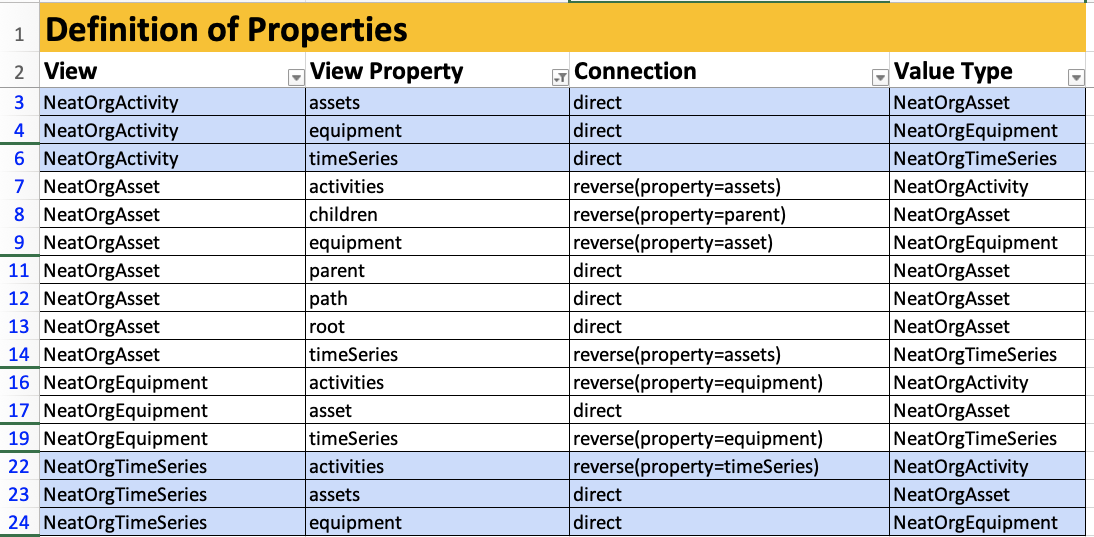 1 Definition of Properties
2 View View Property Connection Value Type
3 NeatOrgActivity assets direct NeatOrgAsset
4 NeatOrgActivity equipment direct NeatOrgEquipment
6 NeatOrgActivity timeSeries direct NeatOrgTimeSeries
7 NeatOrgAsset activities reverse(property=assets) NeatOrgActivity
8 NeatOrgAsset children reverse(property=parent) NeatOrgAsset
9 NeatOrgAsset equipment reverse(property=asset) NeatOrgEquipment
11 NeatOrgAsset parent direct NeatOrgAsset
12 NeatOrgAsset path direct NeatOrgAsset
13 NeatOrgAsset root direct NeatOrgAsset
14 NeatOrgAsset timeSeries reverse(property=assets) NeatOrgTimeSeries
16 NeatOrgEquipment activities reverse(property=equipment) NeatOrgActivity
17 NeatOrgEquipment asset direct NeatOrgAsset
19 NeatOrgEquipment timeSeries reverse(property=equipment) NeatOrgTimeSeries
22 NeatOrgTimeSeries activities reverse(property=timeSeries) NeatOrgActivity
23 NeatOrgTimeSeries assets direct NeatOrgAsset
24 NeatOrgTimeSeries equipment direct NeatOrgEquipment